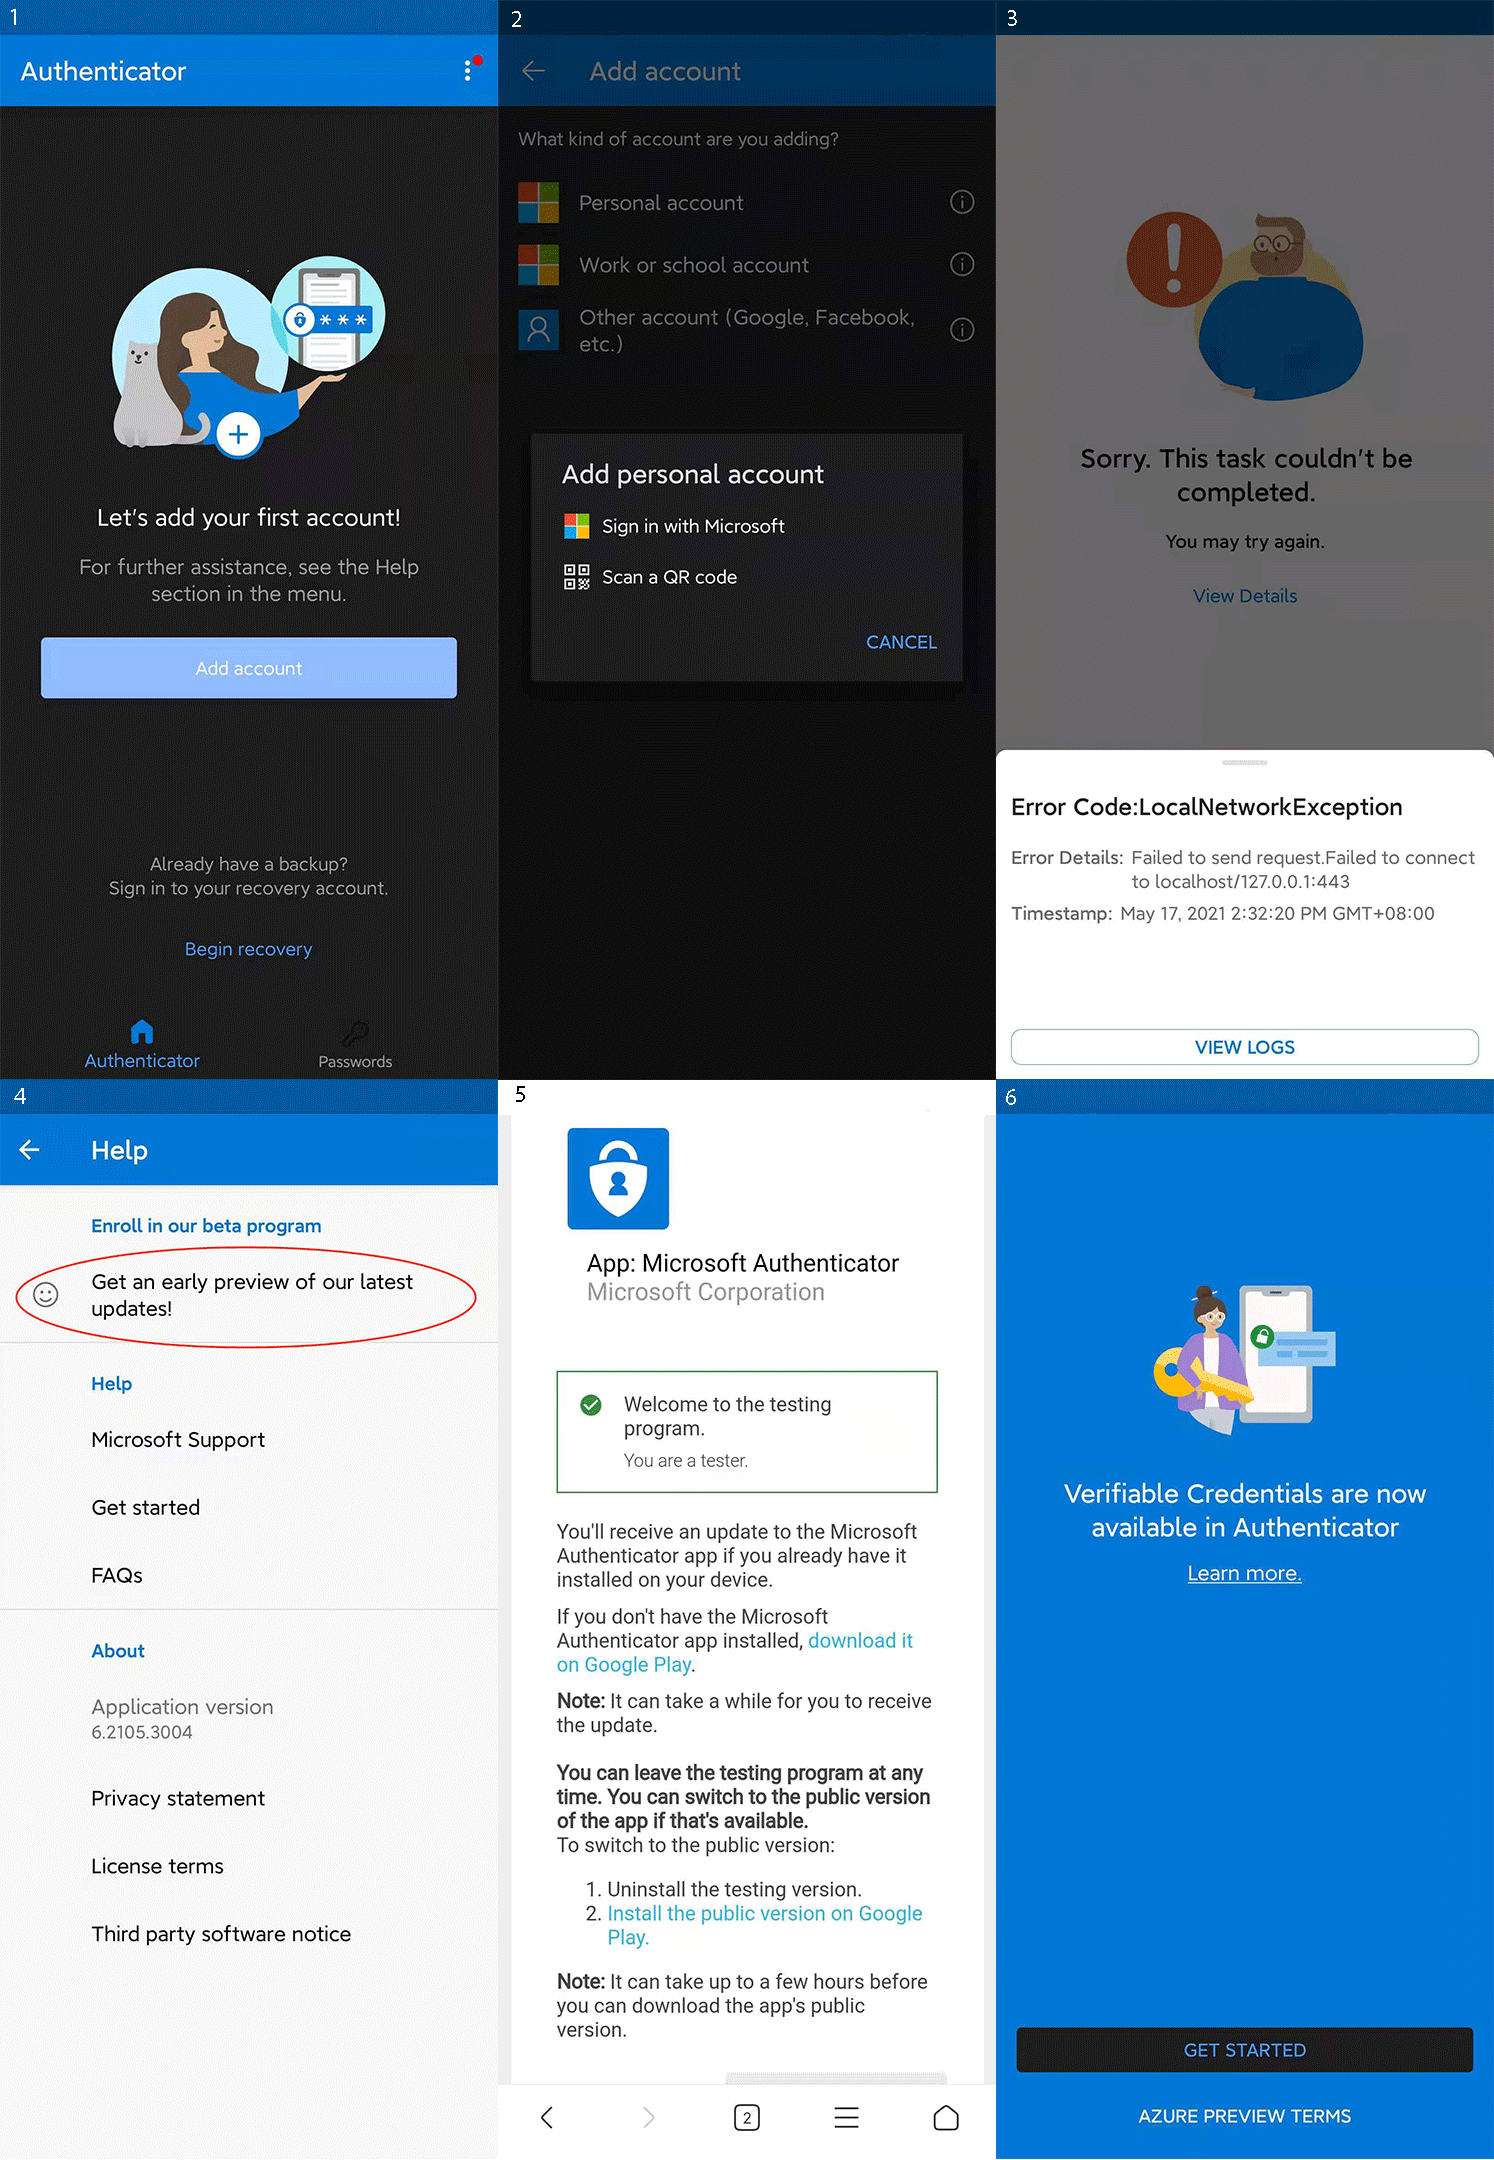 1
Authenticator
* * *
Let's add your first account!
For further assistance, see the Help
section in the menu.
Add account
Already have a backup?
Sign in to your recovery account.
Begin recovery
Authenticator
Passwords
2
Add account
What kind of account are you adding?
Personal account
Work or school account
Other account (Google, Facebook,
etc.)
Add personal account
Sign in with Microsoft
Scan a QR code
CANCEL
3
Sorry. This task couldn't be
completed.
You may try again.
View Details
Error Code:LocalNetworkException
Error Details: Failed to send request.Failed to connect
to localhost/127.0.0.1:443
Timestamp: May 17, 2021 2:32:20 PM GMT+08:00
VIEW LOGS
4
Help
Enroll in our beta program
Get an early preview of our latest
updates!
Help
Microsoft Support
Get started
FAQs
About
Application version
6.2105.3004
Privacy statement
License terms
Third party software notice
5
App: Microsoft Authenticator
Microsoft Corporation
Welcome to the testing
program.
You are a tester.
You'll receive an update to the Microsoft
Authenticator app if you already have it
installed on your device.
If you don't have the Microsoft
Authenticator app installed, download it
on Google Play.
Note: It can take a while for you to receive
the update.
You can leave the testing program at any
time. You can switch to the public version
of the app if that's available.
To switch to the public version:
1. Uninstall the testing version.
2. Install the public version on Google
Play.
Note: It can take up to a few hours before
you can download the app's public
version.
2
6
Verifiable Credentials are now
available in Authenticator
Learn more.
GET STARTED
AZURE PREVIEW TERMS